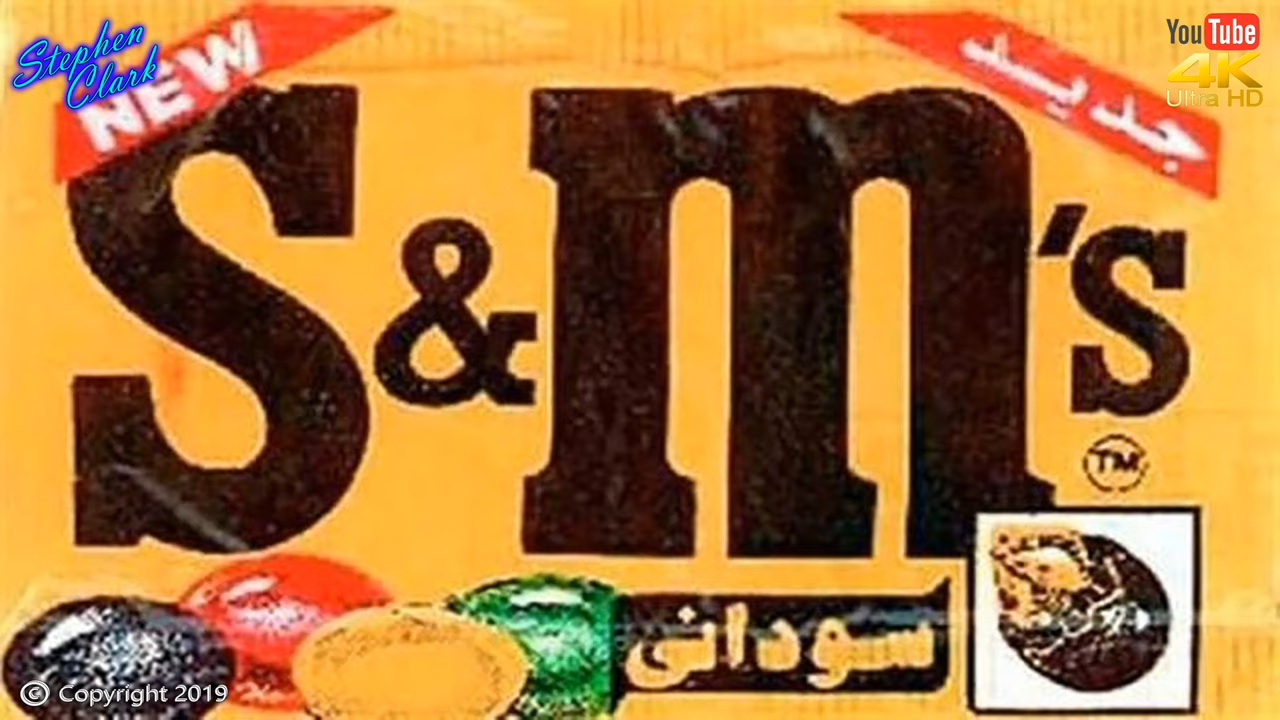 Stephen
Clark
NEW
جديد
YouTube
4K
Ultra HD
S&m's
TM
سوداني
© Copyright 2019